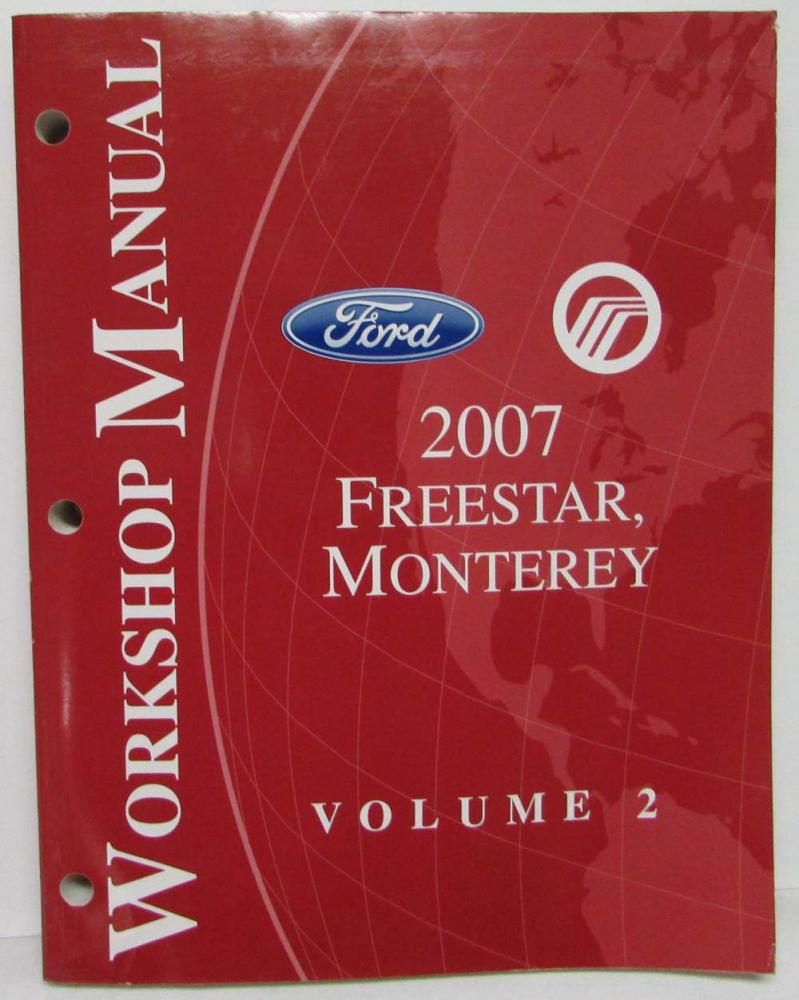 WORKSHOP MANUAL
Ford
2007
FREESTAR,
MONTEREY
VOLUME 2